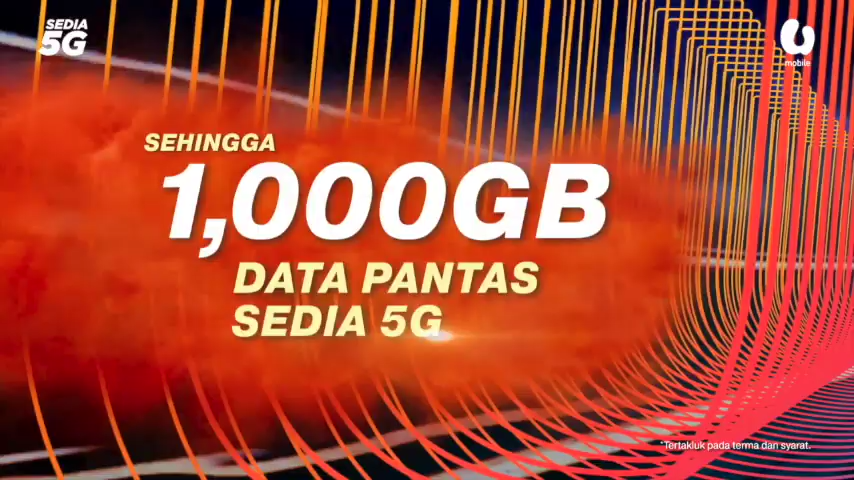 SEDIA
5G
U
mobile
SEHINGGA
1,000GB
DATA PANTAS
SEDIA 5G
*Tertakluk pada terma dan syarat.